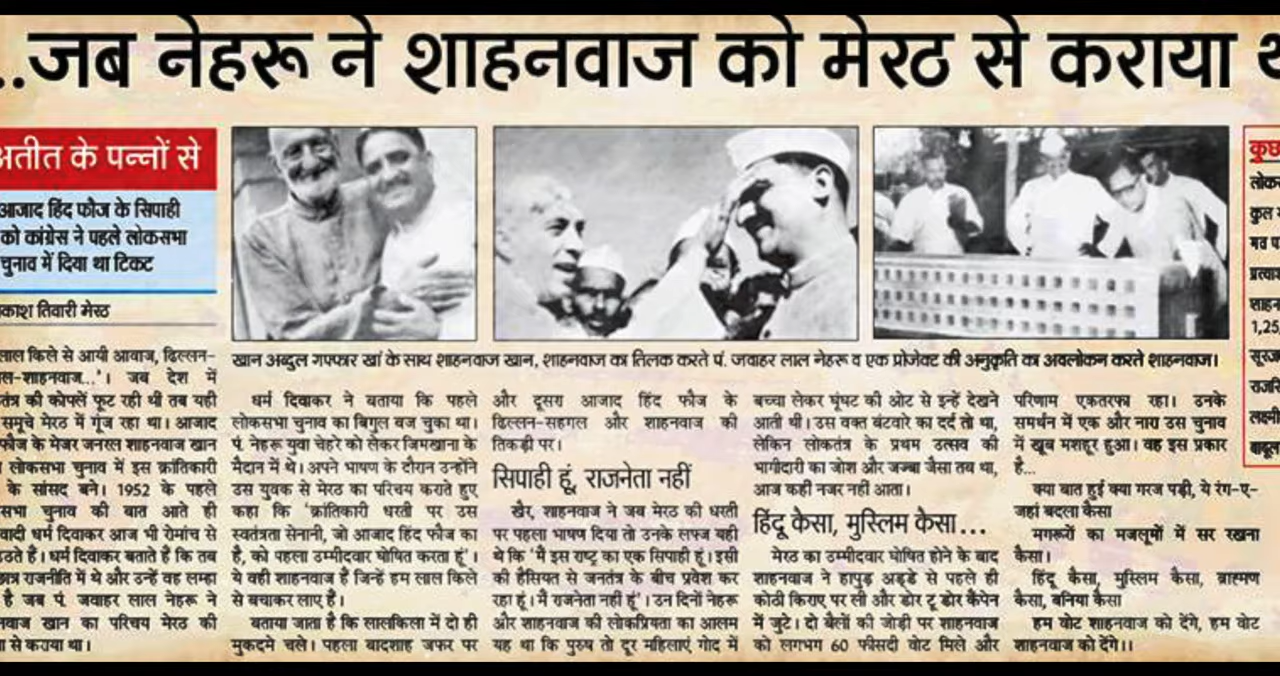 ..जब नेहरू ने शाहनवाज को मेरठ से कराया
अतीत के पन्नों से
आजाद हिंद फौज के सिपाही
को कांग्रेस ने पहले लोकसभा
चुनाव में दिया था टिकट
काश तिवारी मेरठ
लाल किले से आयी आवाज, ढिल्लन-
ल-शाहनवाज...'। जब देश में
तंत्र की कोपलें फूट रही थी तब यही
समूचे मेरठ में गूंज रहा था। आजाद
फौज के मेजर जनरल शाहनवाज खान
लोकसभा चुनाव में इस क्रांतिकारी
के सांसद बने। 1952 के पहले
सभा चुनाव की बात आते ही
वादी धर्म दिवाकर आज भी रोमांच से
उठते हैं। धर्म दिवाकर बताते हैं कि तब
छात्र राजनीति में थे और उन्हें वह लम्हा
है जब पं. जवाहर लाल नेहरू ने
नवाज खान का परिचय मेरठ की
से कराया था।
खान अब्दुल गफ्फार खां के साथ शाहनवाज खान, शाहनवाज का तिलक करते पं. जवाहर लाल नेहरू व एक प्रोजेक्ट की अनुकृति का अवलोकन करते शाहनवाज।
धर्म दिवाकर ने बताया कि पहले
लोकसभा चुनाव का बिगुल बज चुका था।
पं. नेहरू युवा चेहरे को लेकर जिमखाना के
मैदान में थे। अपने भाषण के दौरान उन्होंने
उस युवक से मेरठ का परिचय कराते हुए
कहा कि 'क्रांतिकारी धरती पर उस
स्वतंत्रता सेनानी, जो आजाद हिंद फौज का
है, को पहला उम्मीदवार घोषित करता हूं'।
ये वही शाहनवाज हैं जिन्हें हम लाल किले
से बचाकर लाए हैं।
बताया जाता है कि लालकिला में दो ही
मुकदमे चले। पहला बादशाह जफर पर
और दूसरा आजाद हिंद फौज के
ढिल्लन-सहगल और शाहनवाज की
तिकड़ी पर।
सिपाही हूं, राजनेता नहीं
खैर, शाहनवाज ने जब मेरठ की धरती
पर पहला भाषण दिया तो उनके लफ्ज यही
थे कि 'मैं इस राष्ट्र का एक सिपाही हूं। इसी
की हैसियत से जनतंत्र के बीच प्रवेश कर
रहा हूं। मैं राजनेता नहीं हूं'। उन दिनों नेहरू
और शाहनवाज की लोकप्रियता का आलम
यह था कि पुरुष तो दूर महिलाएं गोद में
बच्चा लेकर घूंघट की ओट से इन्हें देखने
आती थी। उस वक्त बंटवारे का दर्द तो था,
लेकिन लोकतंत्र के प्रथम उत्सव की
भागीदारी का जोश और जज्बा जैसा तब था,
आज कहीं नजर नहीं आता।
हिंदू केसा, मुस्लिम केसा...
मेरठ का उम्मीदवार घोषित होने के बाद
शाहनवाज ने हापुड़ अड्डे से पहले ही
कोठी किराए पर ली और डोर टू डोर कैंपेन
में जुटे। दो बैलों की जोड़ी पर शाहनवाज
को लगभग 60 फीसदी वोट मिले और
परिणाम एकतरफा रहा। उनके
समर्थन में एक और नारा उस चुनाव
में खूब मशहूर हुआ। वह इस प्रकार
है...
क्या बात हुई क्या गरज पड़ी, ये रंग-ए-
जहां बदला कैसा
मगरूरों का मजलूमों में सर रखना
कैसा।
हिंदू कैसा, मुस्लिम कैसा, ब्राह्मण
कैसा, बनिया कैसा
हम वोट शाहनवाज को देंगे, हम वोट
शाहनवाज को देंगे।।
कुछ
लोक
कुल
मत
प्रत्या
शाहन
1,25,
सूरज
राजि
लक्ष्मी
बाबूल